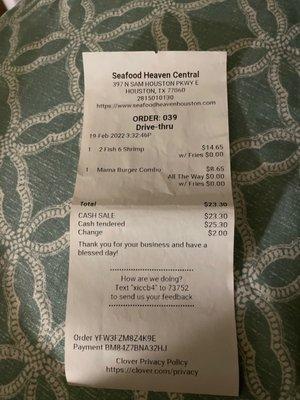 Seafood Heaven Central
397 N SAM HOUSTON PKWY E
HOUSTON, TX 77060
2815010130
https://www.seafoodheavenhouston.com
ORDER: 039
Drive-thru
19 Feb 2022 3:32:46P
1 2 Fish 6 Shrimp $14.65
w/ Fries $0.00
1 Mama Burger Combo $8.65
All The Way $0.00
w/ Fries $0.00
Total $23.30
CASH SALE $23.30
Cash tendered $25.30
Change $2.00
Thank you for your business and have a
blessed day!
How are we doing?
Text "xiccb4" to 73752
to send us your feedback
Order YFW3FZM8Z4K9E
Payment BM84Z7BNA32HJ
Clover Privacy Policy
https://clover.com/privacy